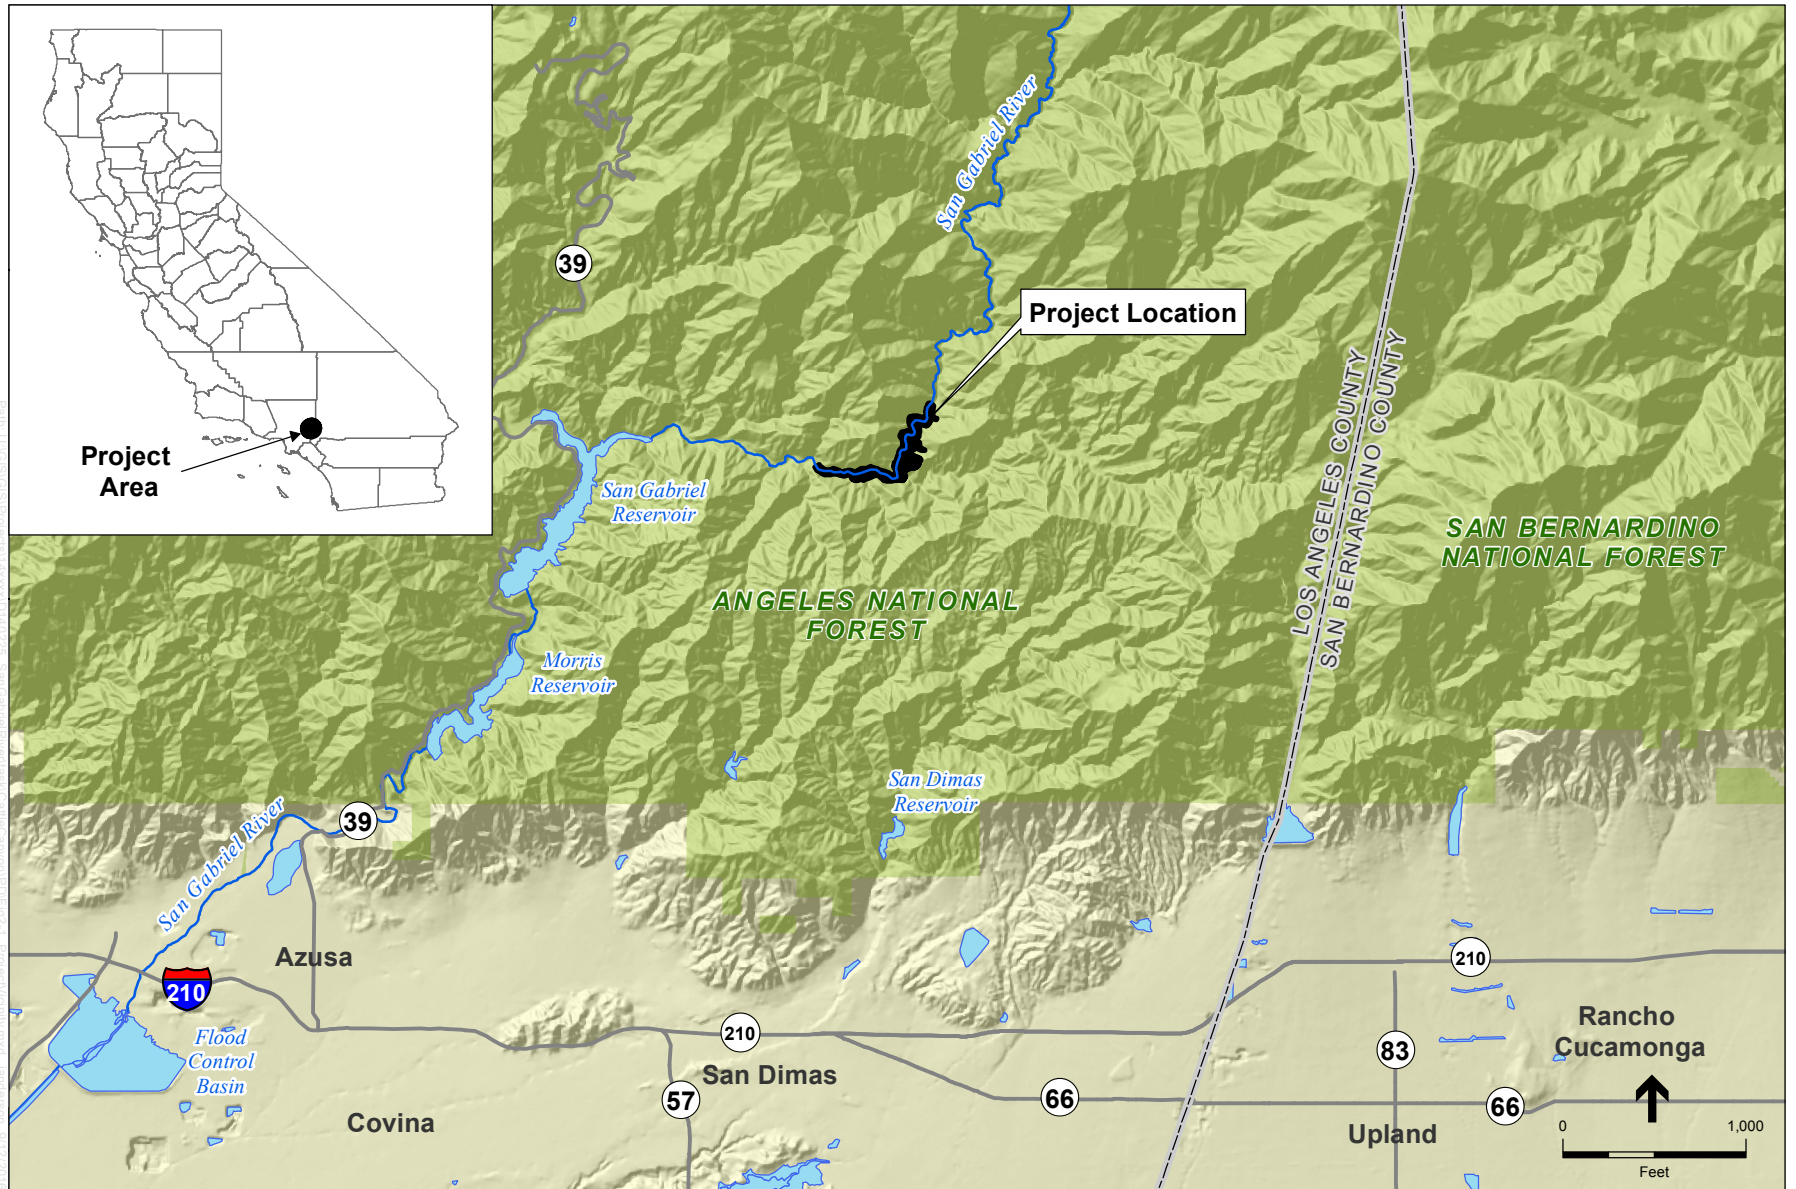 Project
Area
San Gabriel River
39
Project Location
San Gabriel
Reservoir
LOS ANGELES COUNTY
SAN BERNARDINO COUNTY
SAN BERNARDINO
NATIONAL FOREST
ANGELES NATIONAL
FOREST
Morris
Reservoir
San Dimas
Reservoir
39
San Gabriel River
Azusa
210
210
Flood
Control
Basin
210
San Dimas
57
Covina
66
83
Rancho
Cucamonga
66
Upland
0 1,000
Feet